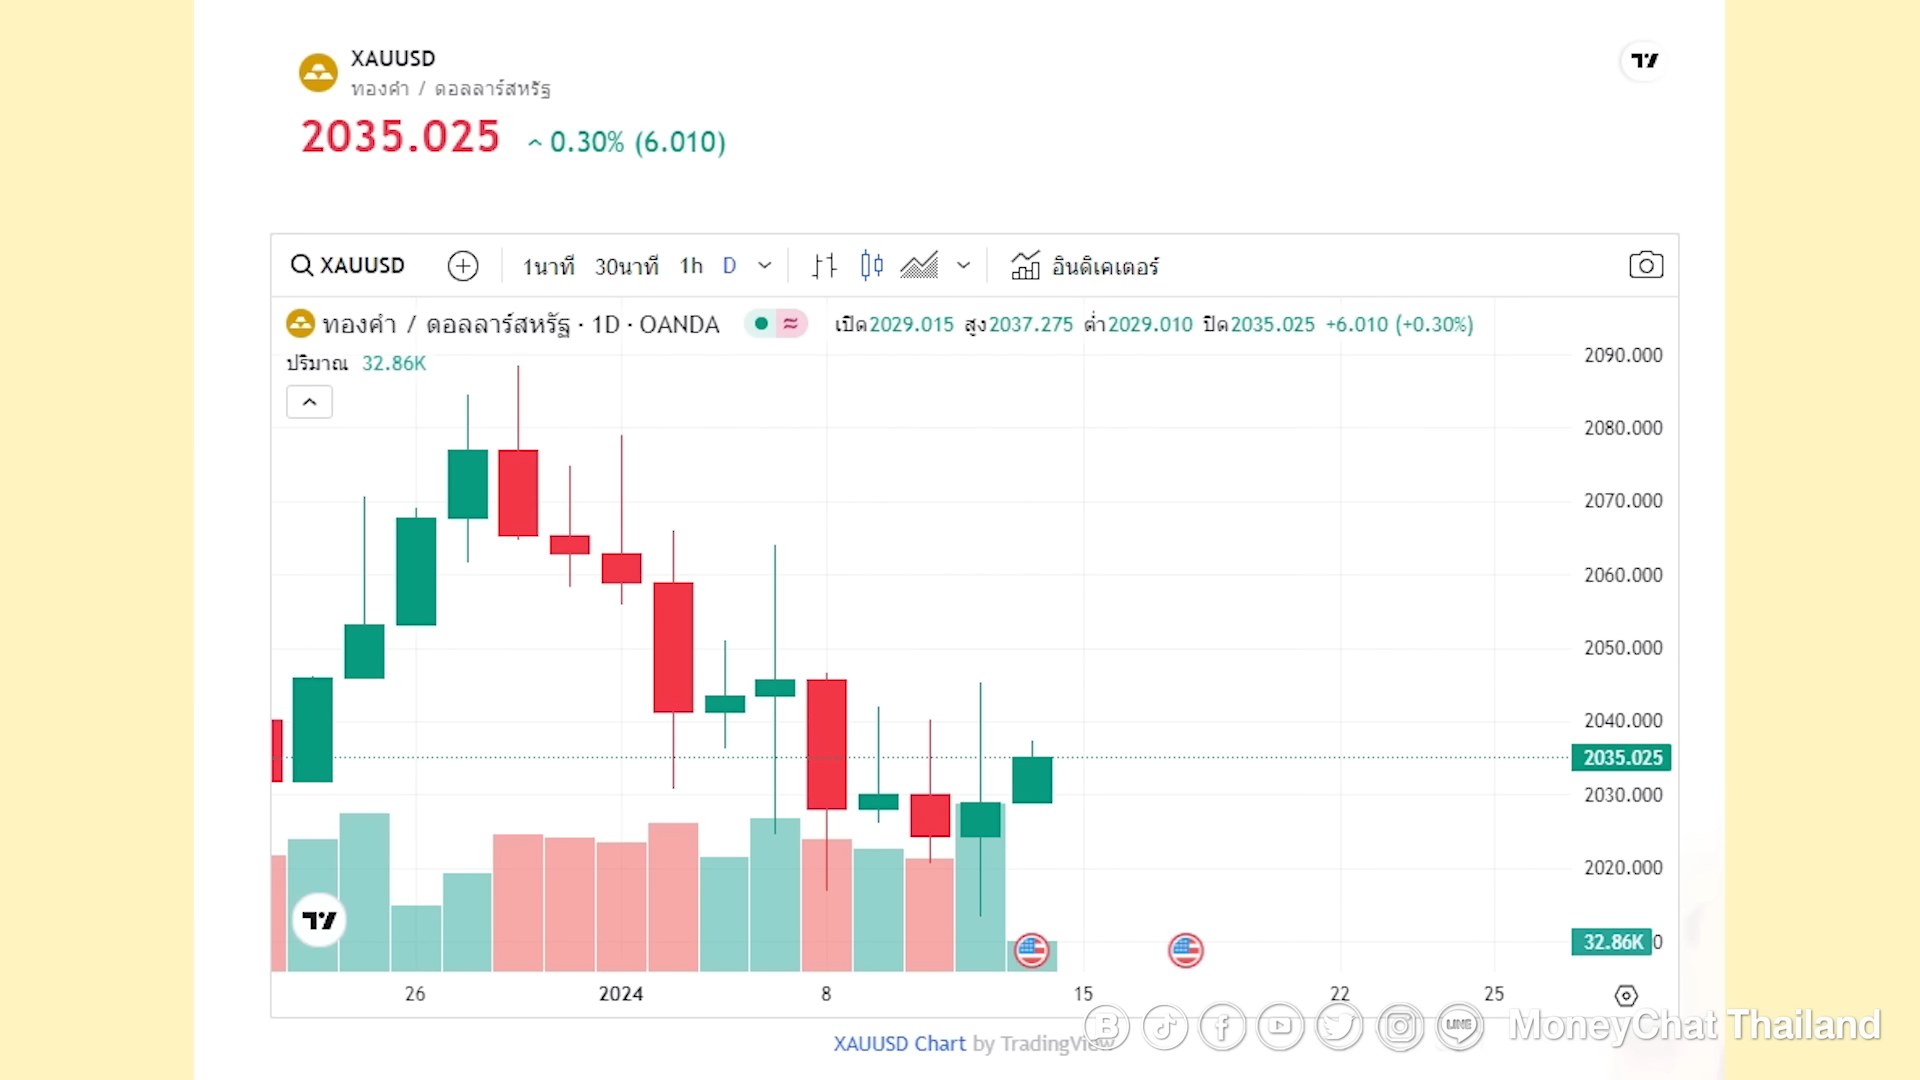 XAUUSD
ทองคำ / ดอลลาร์สหรัฐ
2035.025 0.30% (6.010)
XAUUSD 1นาที 30นาที 1h D อินดิเคเตอร์
ทองคำ / ดอลลาร์สหรัฐ · 1D · OANDA เปิด2029.015 สูง2037.275 ต่ำ2029.010 ปิด2035.025 +6.010 (+0.30%)
ปริมาณ 32.86K
2090.000
2080.000
2070.000
2060.000
2050.000
2040.000
2035.025
2030.000
2020.000
32.86K
26 2024 8 15 22 25
XAUUSD Chart by TradingView
LINE
MoneyChat Thailand